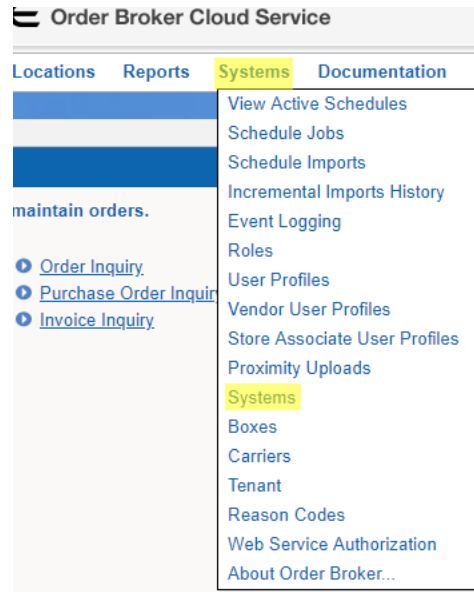 Order Broker Cloud Service
Locations Reports Systems Documentation
View Active Schedules
Schedule Jobs
Schedule Imports
Incremental Imports History
Event Logging
Roles
User Profiles
Vendor User Profiles
Store Associate User Profiles
Proximity Uploads
Systems
Boxes
Carriers
Tenant
Reason Codes
Web Service Authorization
About Order Broker...
maintain orders.
Order Inquiry
Purchase Order Inquiry
Invoice Inquiry